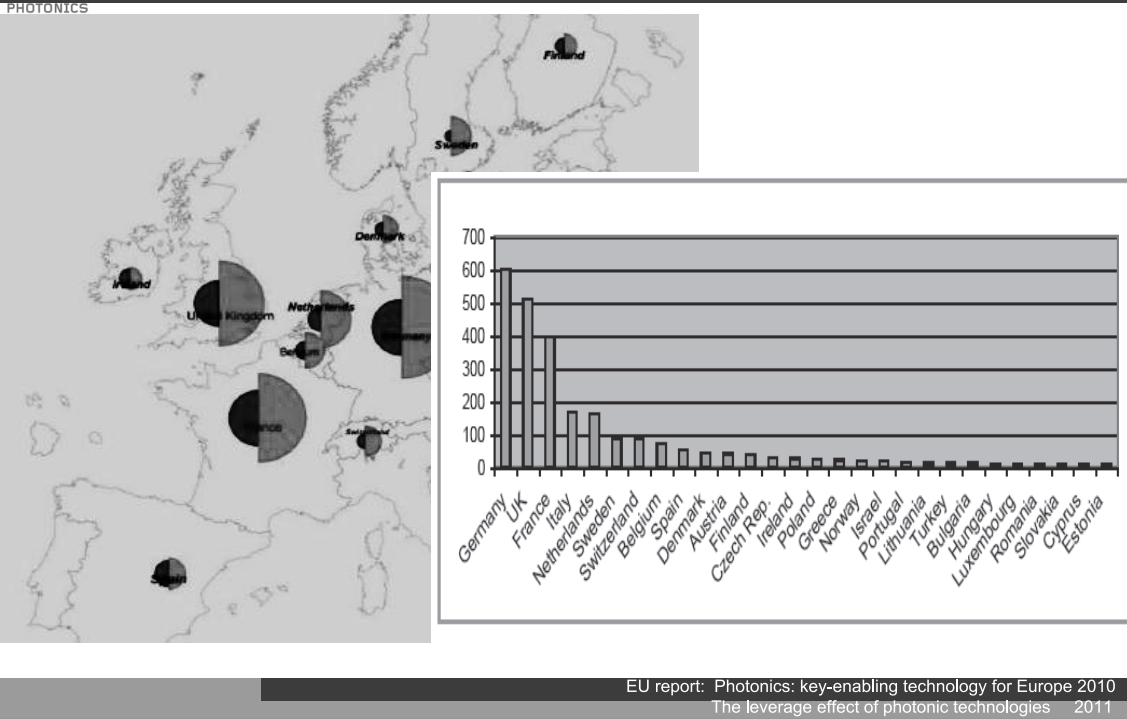 PHOTONICS
Finland
Sweden
Denmark
Ireland
United Kingdom
Netherlands
Belgium
Germany
France
Switzerland
Spain
700
600
500
400
300
200
100
0
Germany
UK
France
Italy
Netherlands
Sweden
Switzerland
Belgium
Spain
Denmark
Austria
Finland
Czech Rep.
Ireland
Poland
Greece
Norway
Israel
Portugal
Lithuania
Turkey
Bulgaria
Hungary
Luxembourg
Romania
Slovakia
Cyprus
Estonia
EU report: Photonics: key-enabling technology for Europe 2010
The leverage effect of photonic technologies 2011